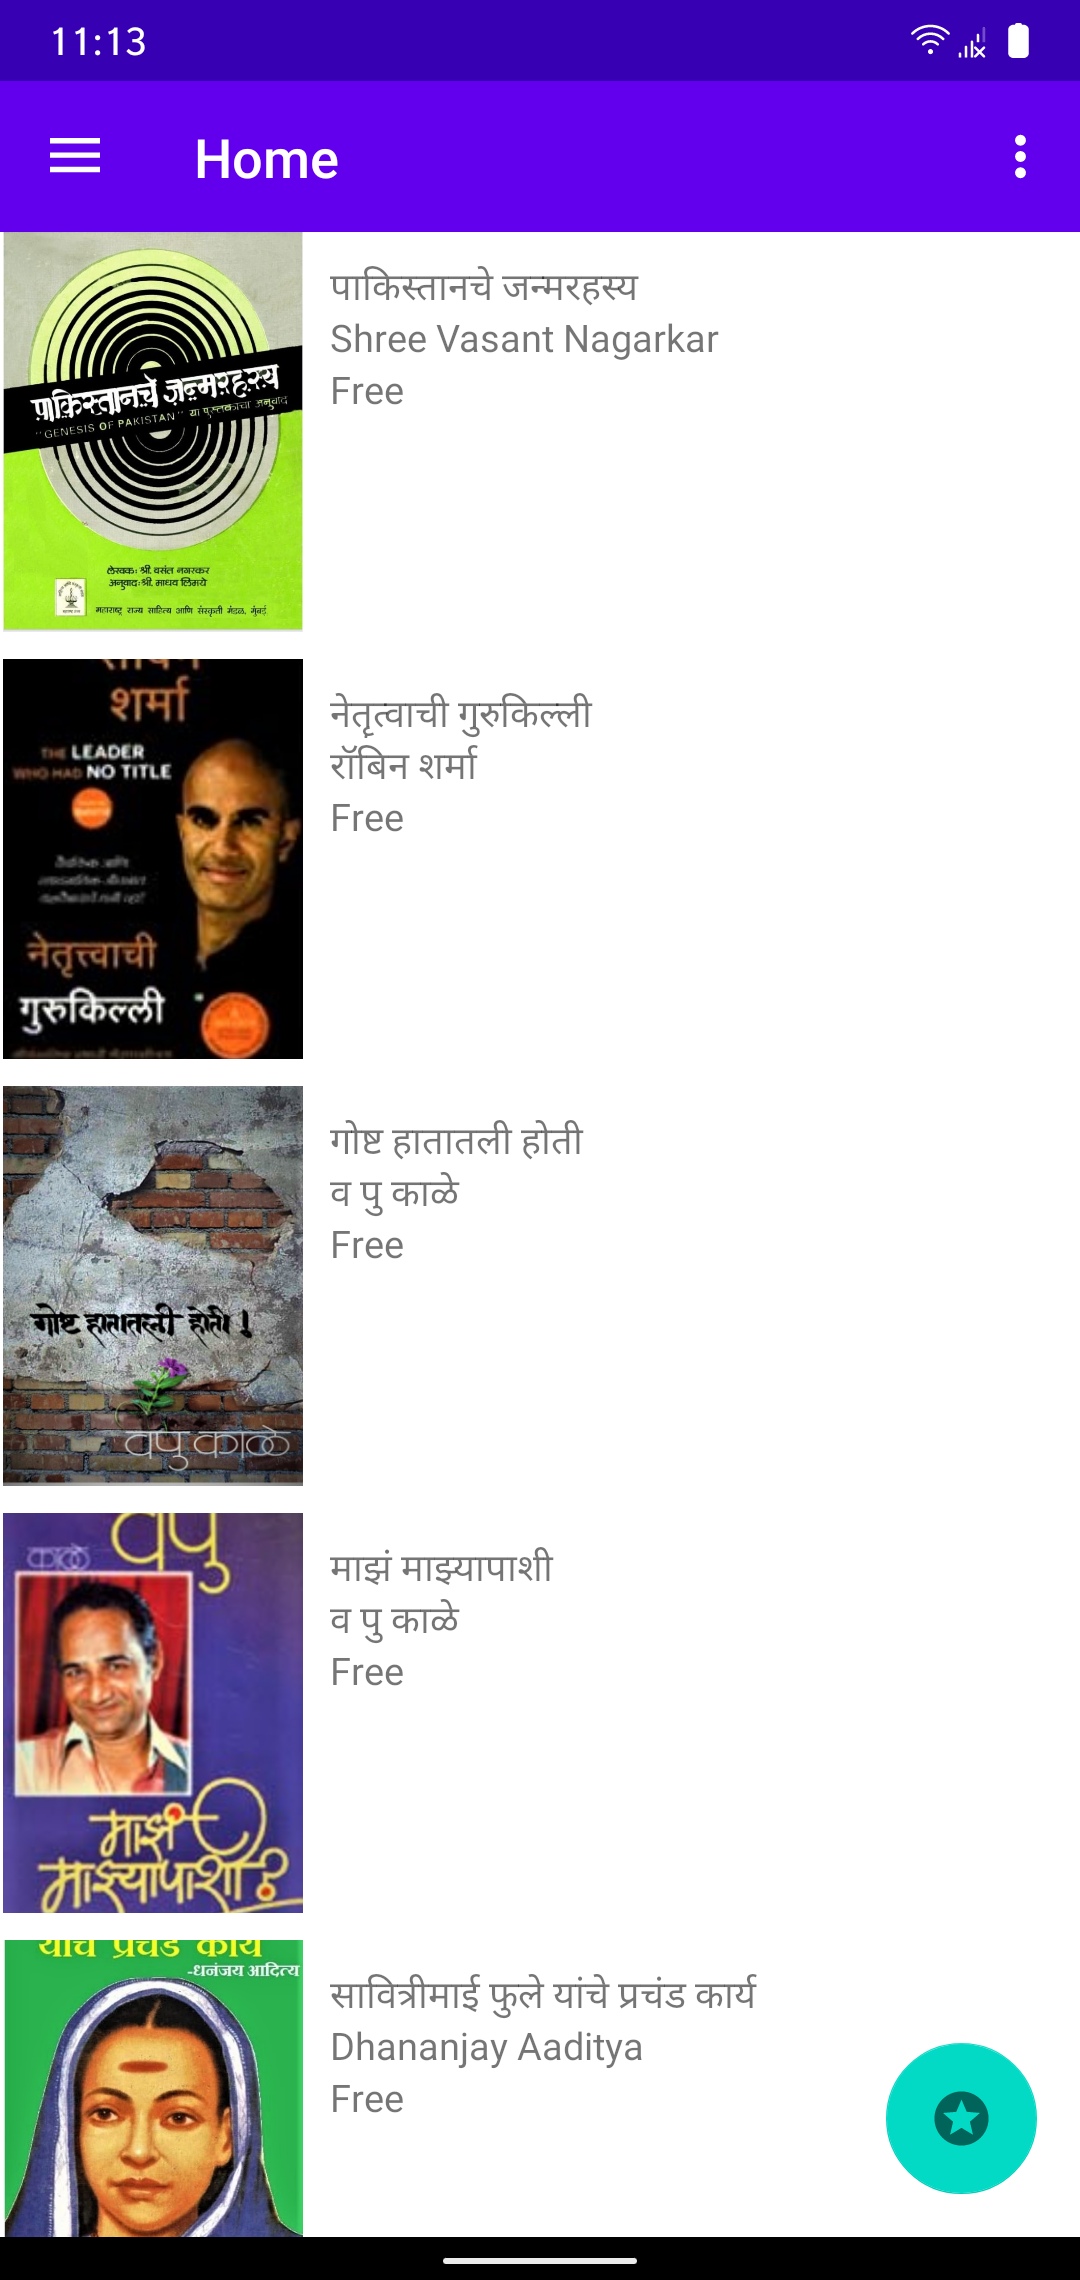 11:13
Home
पाकिस्तानचे जन्मरहस्य
"GENESIS OF PAKISTAN" या पुस्तकाचा अनुवाद
लेखक: श्री. वसंत नगरकर
अनुवाद: श्री. माधव लिमये
महाराष्ट्र राज्य साहित्य आणि संस्कृती मंडळ, मुंबई.
पाकिस्तानचे जन्मरहस्य
Shree Vasant Nagarkar
Free
शर्मा
THE LEADER
WHO HAD NO TITLE
नेतृत्त्वाची
गुरुकिल्ली
नेतृत्वाची गुरुकिल्ली
रॉबिन शर्मा
Free
गोष्ट हातातली होती !
वपु काळे
गोष्ट हातातली होती
व पु काळे
Free
वपु
काळे
माझं
माझ्यापाशी?
माझं माझ्यापाशी
व पु काळे
Free
यांचे प्रचंड कार्य
-धनंजय आदित्य
सावित्रीमाई फुले यांचे प्रचंड कार्य
Dhananjay Aaditya
Free